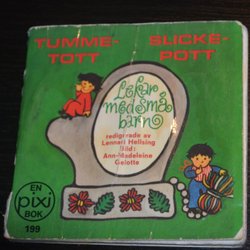 TUMME-
TOTT
SLICKE-
POTT
Lekar
med små
barn
redigerade av
Lennart Hellsing
Bild:
Ann-Madeleine
Gelotte
EN
pixi
BOK
199